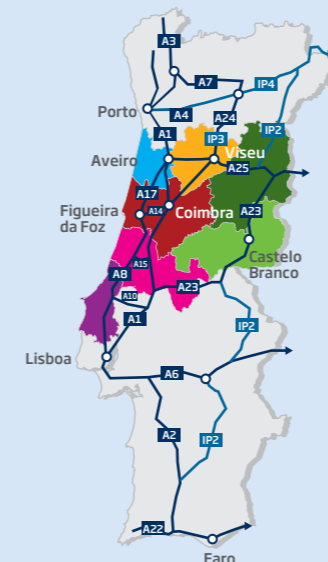 A3
A7
IP4
Porto
A4
A24
A1
IP3
IP2
Aveiro
Viseu
A25
A17
A14
Figueira
da Foz
Coimbra
A23
A15
Castelo
Branco
A8
A23
A10
A1
IP2
Lisboa
A6
A2
IP2
A22
Faro